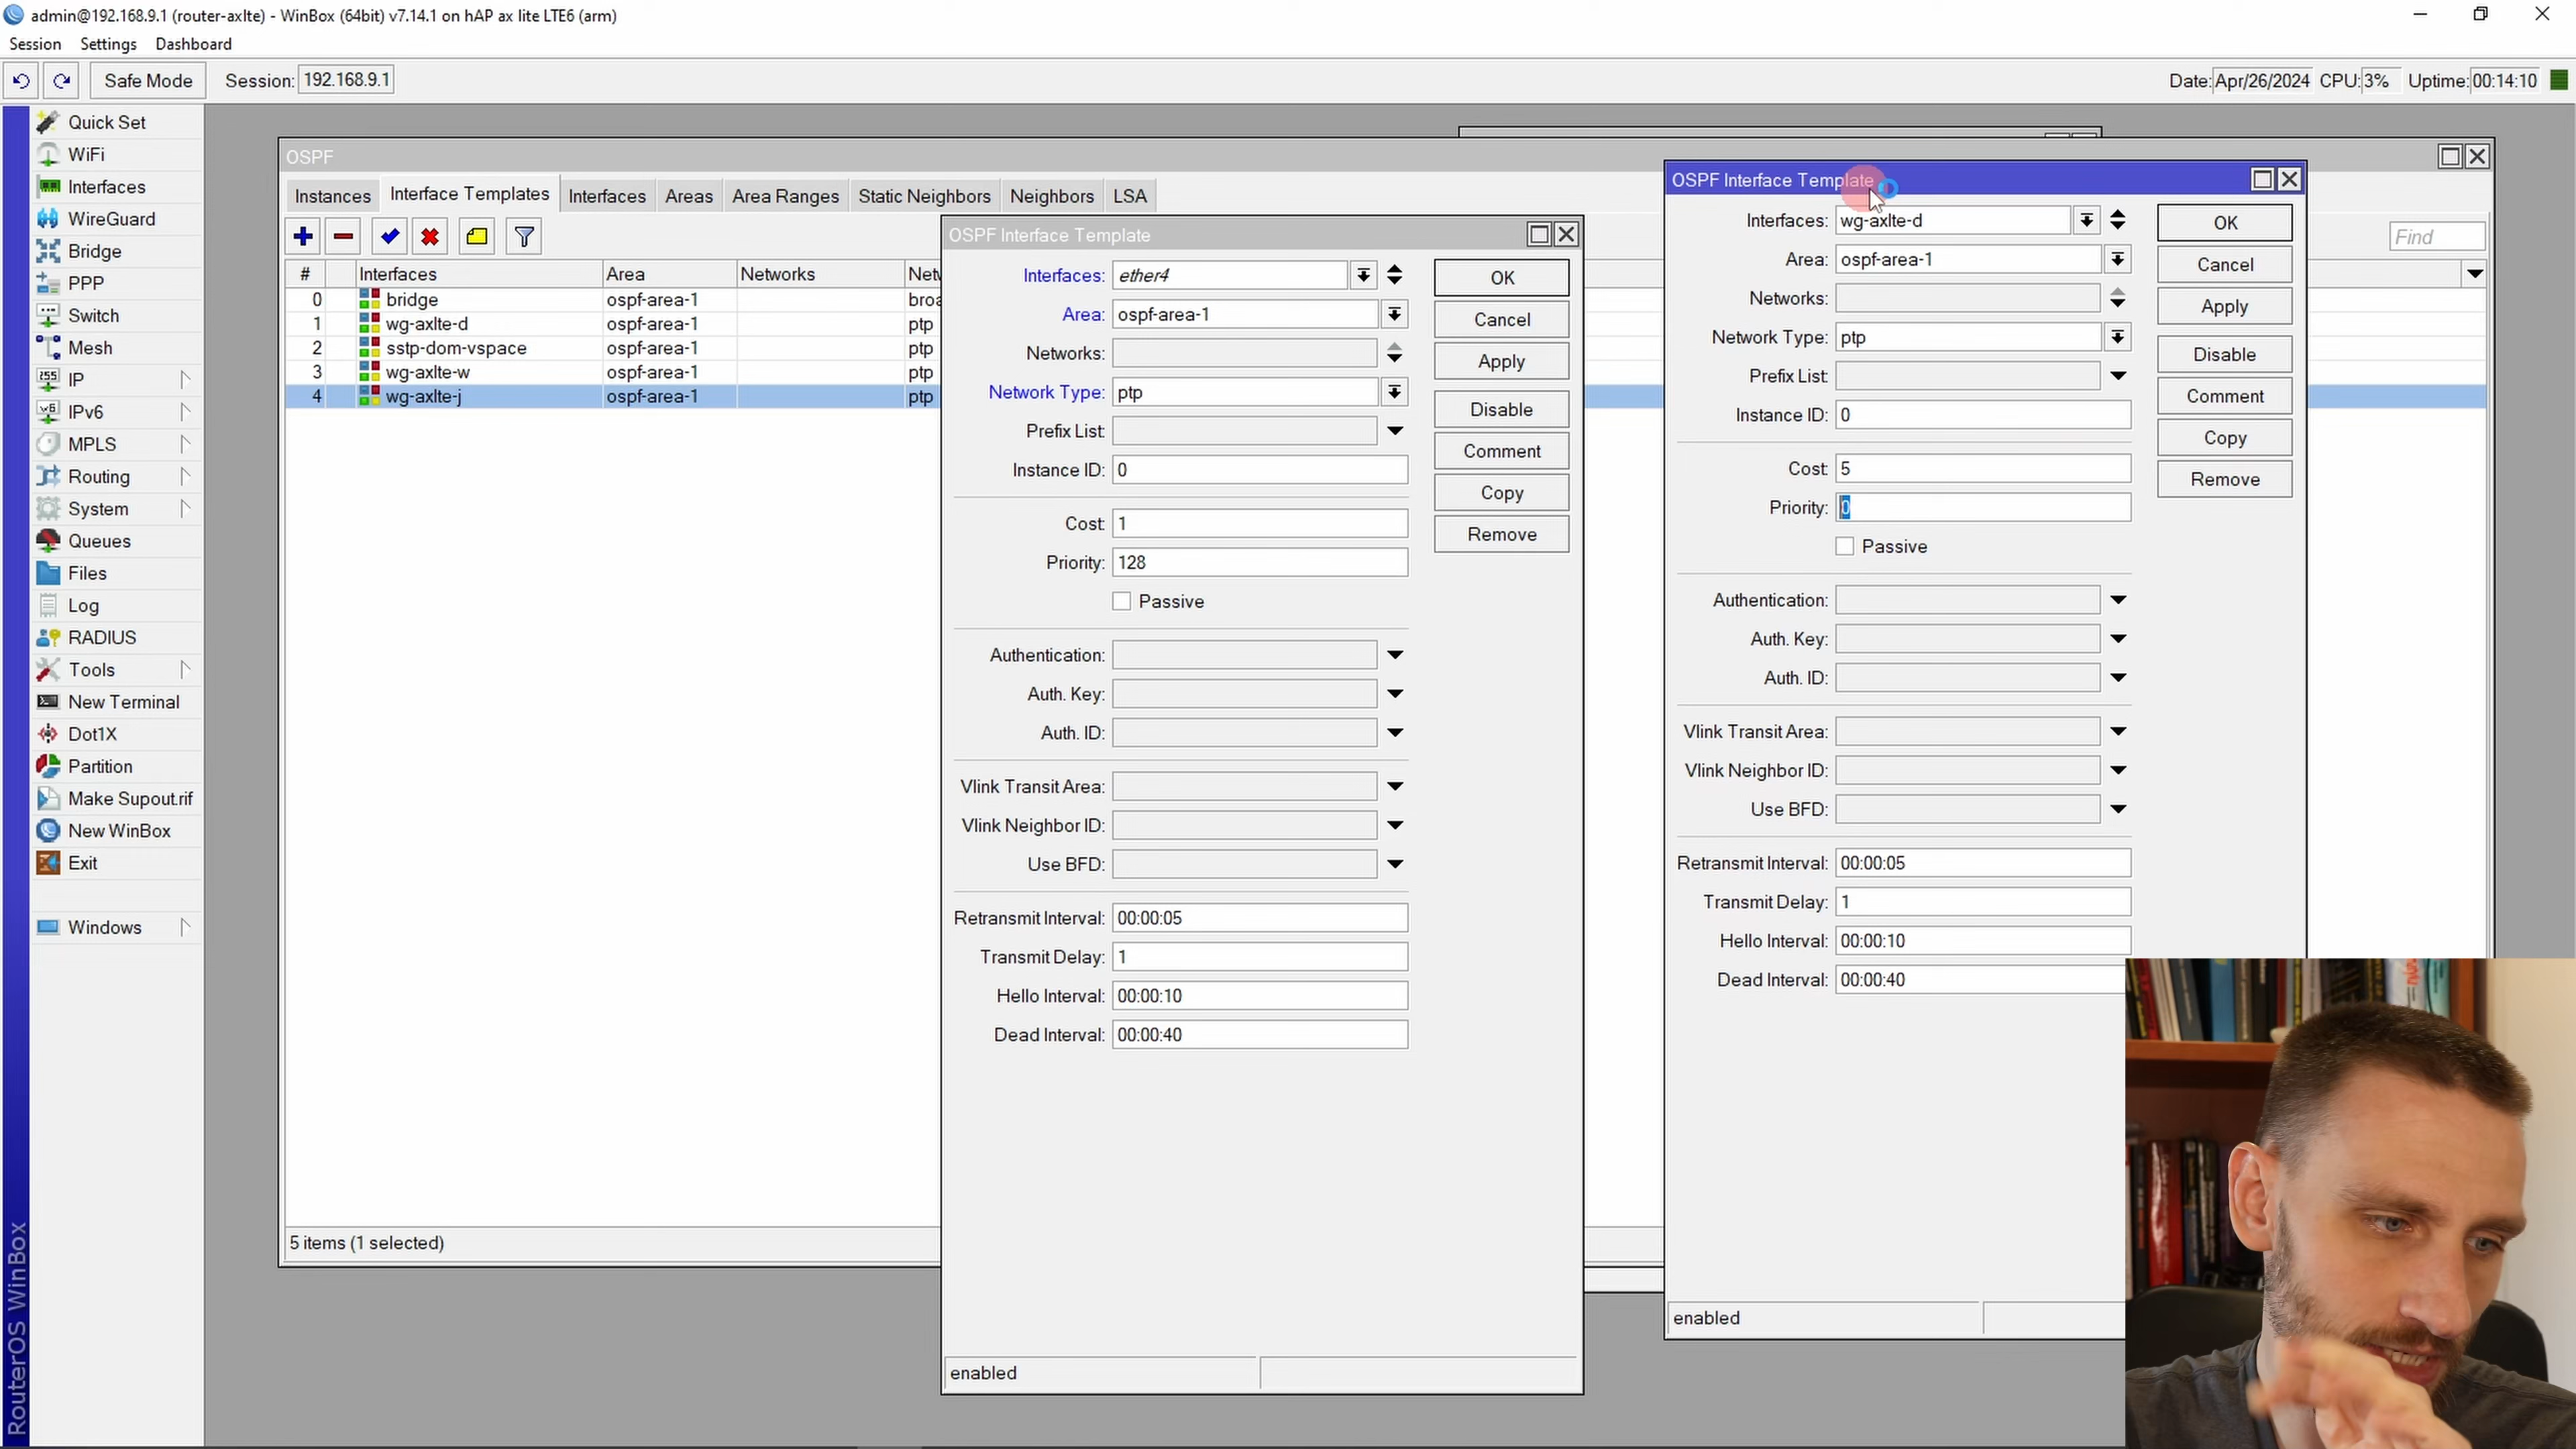 admin@192.168.9.1 (router-axlte) - WinBox (64bit) v7.14.1 on hAP ax lite LTE6 (arm)
Session Settings Dashboard
Safe Mode Session: 192.168.9.1 Date: Apr/26/2024 CPU: 3% Uptime: 00:14:10
Quick Set
WiFi
Interfaces
WireGuard
Bridge
PPP
Switch
Mesh
IP
IPv6
MPLS
Routing
System
Queues
Files
Log
RADIUS
Tools
New Terminal
Dot1X
Partition
Make Supout.rif
New WinBox
Exit
Windows
RouterOS WinBox
OSPF
Instances Interface Templates Interfaces Areas Area Ranges Static Neighbors Neighbors LSA
Find
# Interfaces Area Networks Netw
0 bridge ospf-area-1 broa
1 wg-axlte-d ospf-area-1 ptp
2 sstp-dom-vspace ospf-area-1 ptp
3 wg-axlte-w ospf-area-1 ptp
4 wg-axlte-j ospf-area-1 ptp
5 items (1 selected)
OSPF Interface Template
Interfaces: ether4
Area: ospf-area-1
Networks:
Network Type: ptp
Prefix List:
Instance ID: 0
Cost: 1
Priority: 128
Passive
Authentication:
Auth. Key:
Auth. ID:
Vlink Transit Area:
Vlink Neighbor ID:
Use BFD:
Retransmit Interval: 00:00:05
Transmit Delay: 1
Hello Interval: 00:00:10
Dead Interval: 00:00:40
OK
Cancel
Apply
Disable
Comment
Copy
Remove
enabled
OSPF Interface Template
Interfaces: wg-axlte-d
Area: ospf-area-1
Networks:
Network Type: ptp
Prefix List:
Instance ID: 0
Cost: 5
Priority: 0
Passive
Authentication:
Auth. Key:
Auth. ID:
Vlink Transit Area:
Vlink Neighbor ID:
Use BFD:
Retransmit Interval: 00:00:05
Transmit Delay: 1
Hello Interval: 00:00:10
Dead Interval: 00:00:40
OK
Cancel
Apply
Disable
Comment
Copy
Remove
enabled